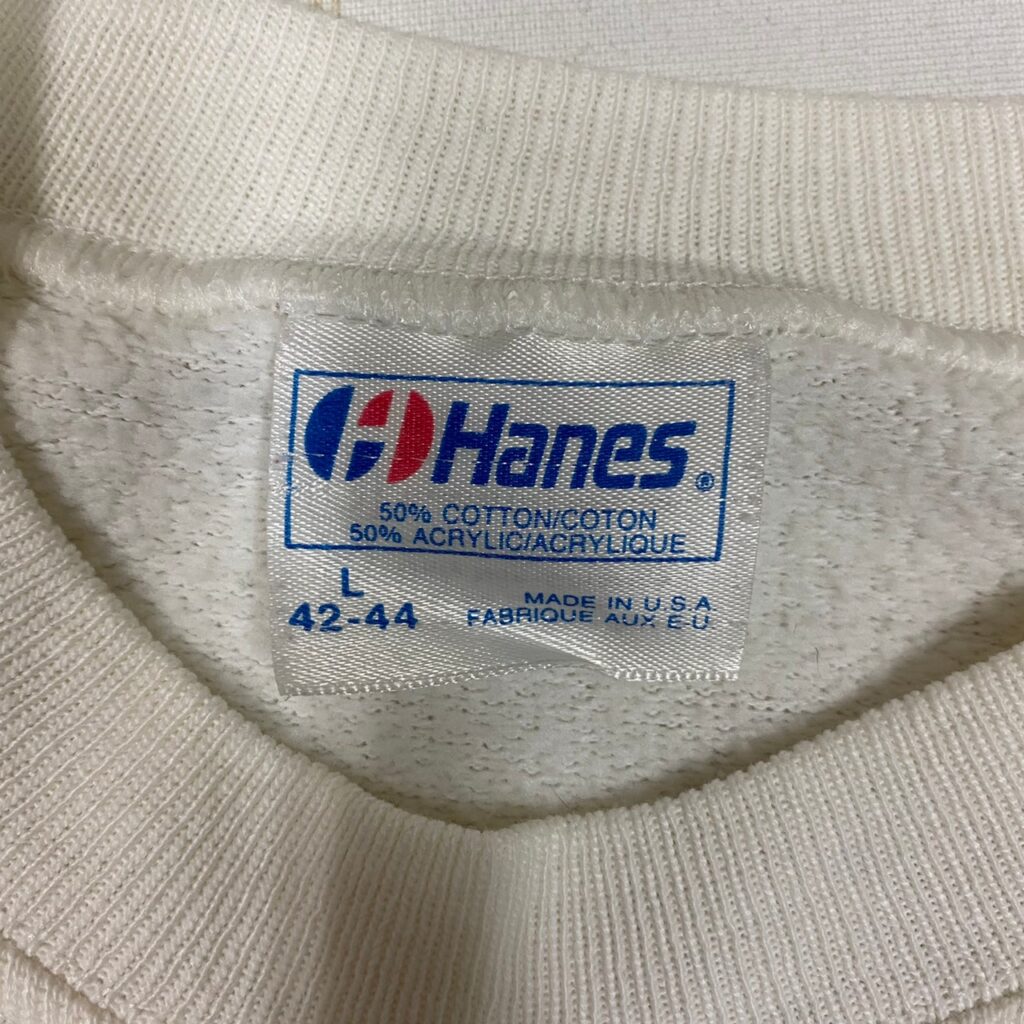 Hanes®
50% COTTON/COTON
50% ACRYLIC/ACRYLIQUE
L
42-44
MADE IN U.S.A
FABRIQUE AUX E.U.